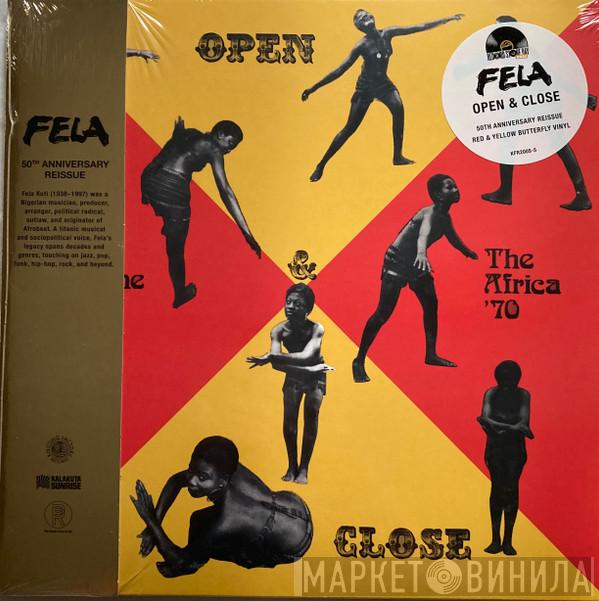 OPEN
FELA
50TH ANNIVERSARY
REISSUE
Fela Kuti (1938–1997) was a
Nigerian musician, producer,
arranger, political radical,
outlaw, and originator of
Afrobeat. A titanic musical
and sociopolitical voice, Fela's
legacy spans decades and
genres, touching on jazz, pop,
funk, hip-hop, rock, and beyond.
KALAKUTA
SUNRISE
FELA
OPEN & CLOSE
50TH ANNIVERSARY REISSUE
RED & YELLOW BUTTERFLY VINYL
KFR2005-5
&
The
Africa
'70
CLOSE
МАРКЕТ ВИНИЛА